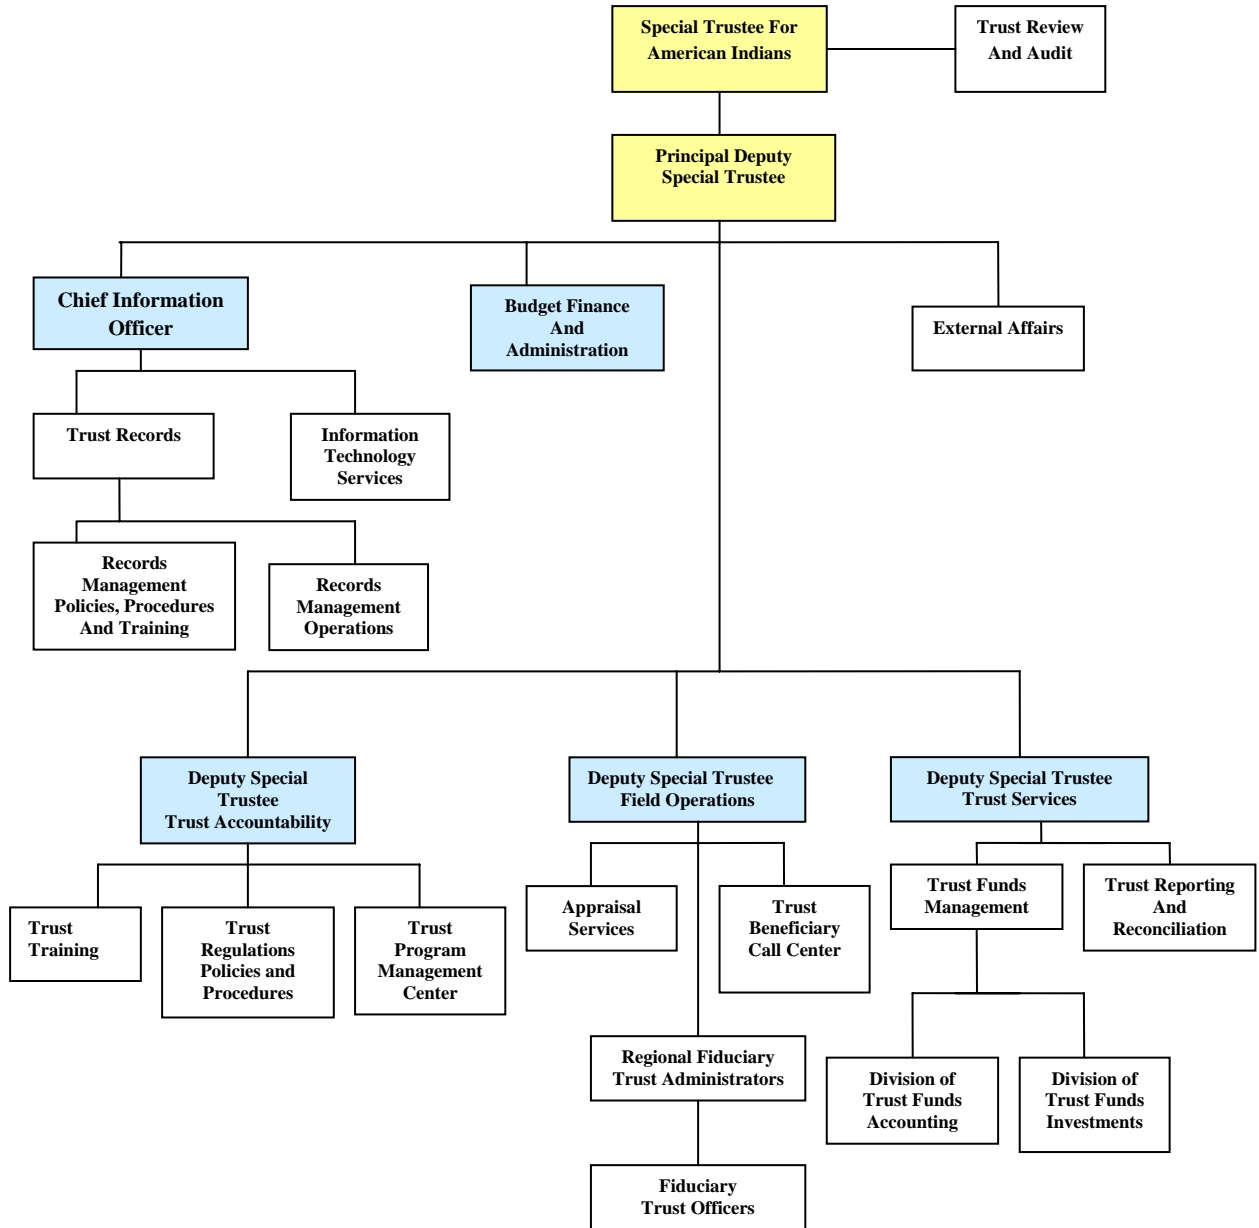 Special Trustee For
American Indians
Trust Review
And Audit
Principal Deputy
Special Trustee
Chief Information
Officer
Budget Finance
And
Administration
External Affairs
Trust Records
Information
Technology
Services
Records
Management
Policies, Procedures
And Training
Records
Management
Operations
Deputy Special
Trustee
Trust Accountability
Deputy Special Trustee
Field Operations
Deputy Special Trustee
Trust Services
Trust
Training
Trust
Regulations
Policies and
Procedures
Trust
Program
Management
Center
Appraisal
Services
Trust
Beneficiary
Call Center
Trust Funds
Management
Trust Reporting
And
Reconciliation
Regional Fiduciary
Trust Administrators
Division of
Trust Funds
Accounting
Division of
Trust Funds
Investments
Fiduciary
Trust Officers